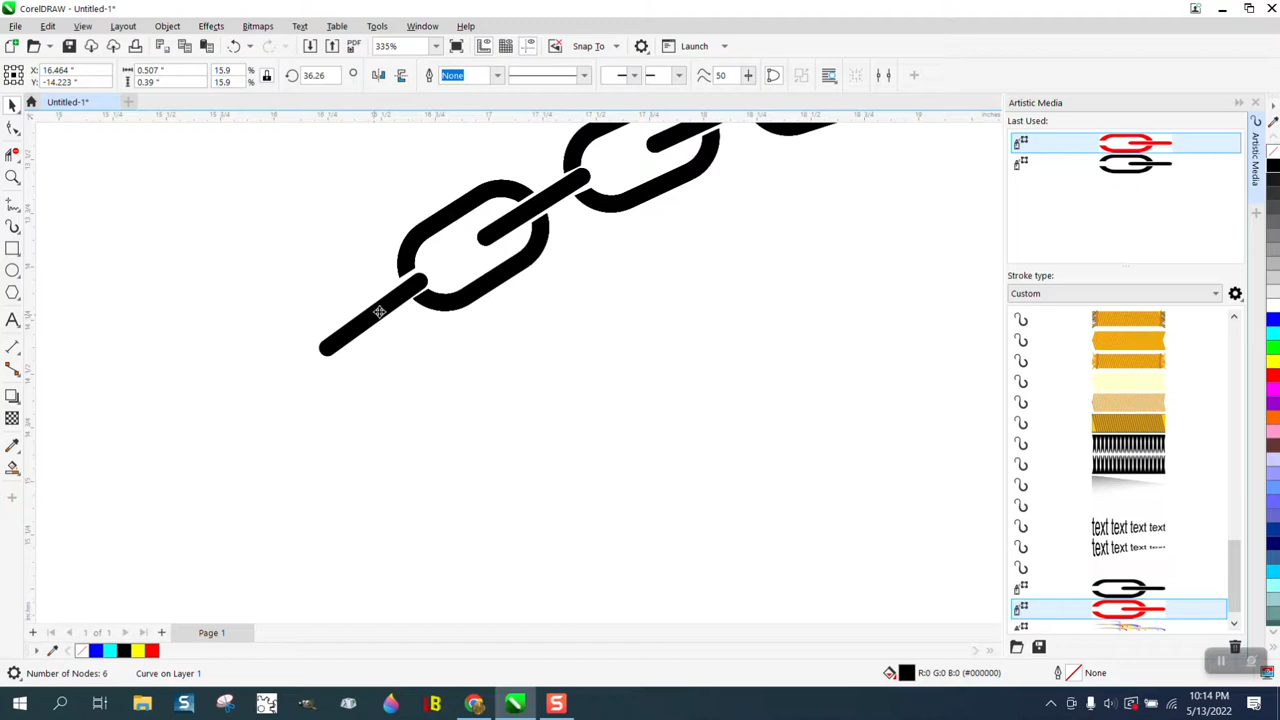 CorelDRAW - Untitled-1*
File Edit View Layout Object Effects Bitmaps Text Table Tools Window Help
PDF 335% Snap To Launch
X: 16.464 " 0.507 " 15.9 % 36.26 None 50
Y: -14.223 " 0.39 " 15.9 %
Untitled-1*
Artistic Media
Last Used:
Artistic Media
Stroke type:
Custom
text text text text
text text text text
1 of 1 Page 1
Number of Nodes: 6 Curve on Layer 1 R:0 G:0 B:0 (#000000) None
10:14 PM
5/13/2022